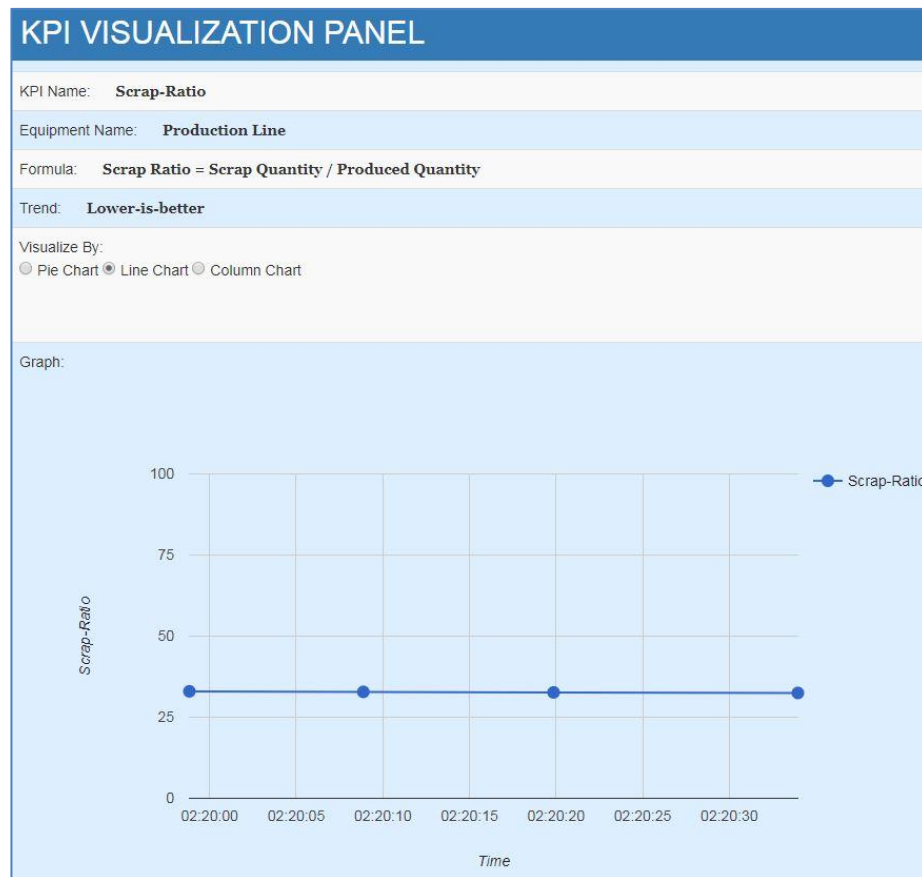 KPI VISUALIZATION PANEL
KPI Name: Scrap-Ratio
Equipment Name: Production Line
Formula: Scrap Ratio = Scrap Quantity / Produced Quantity
Trend: Lower-is-better
Visualize By:
Pie Chart Line Chart Column Chart
Graph:
100
Scrap-Ratio
75
50
Scrap-Ratio
25
0
02:20:00 02:20:05 02:20:10 02:20:15 02:20:20 02:20:25 02:20:30
Time